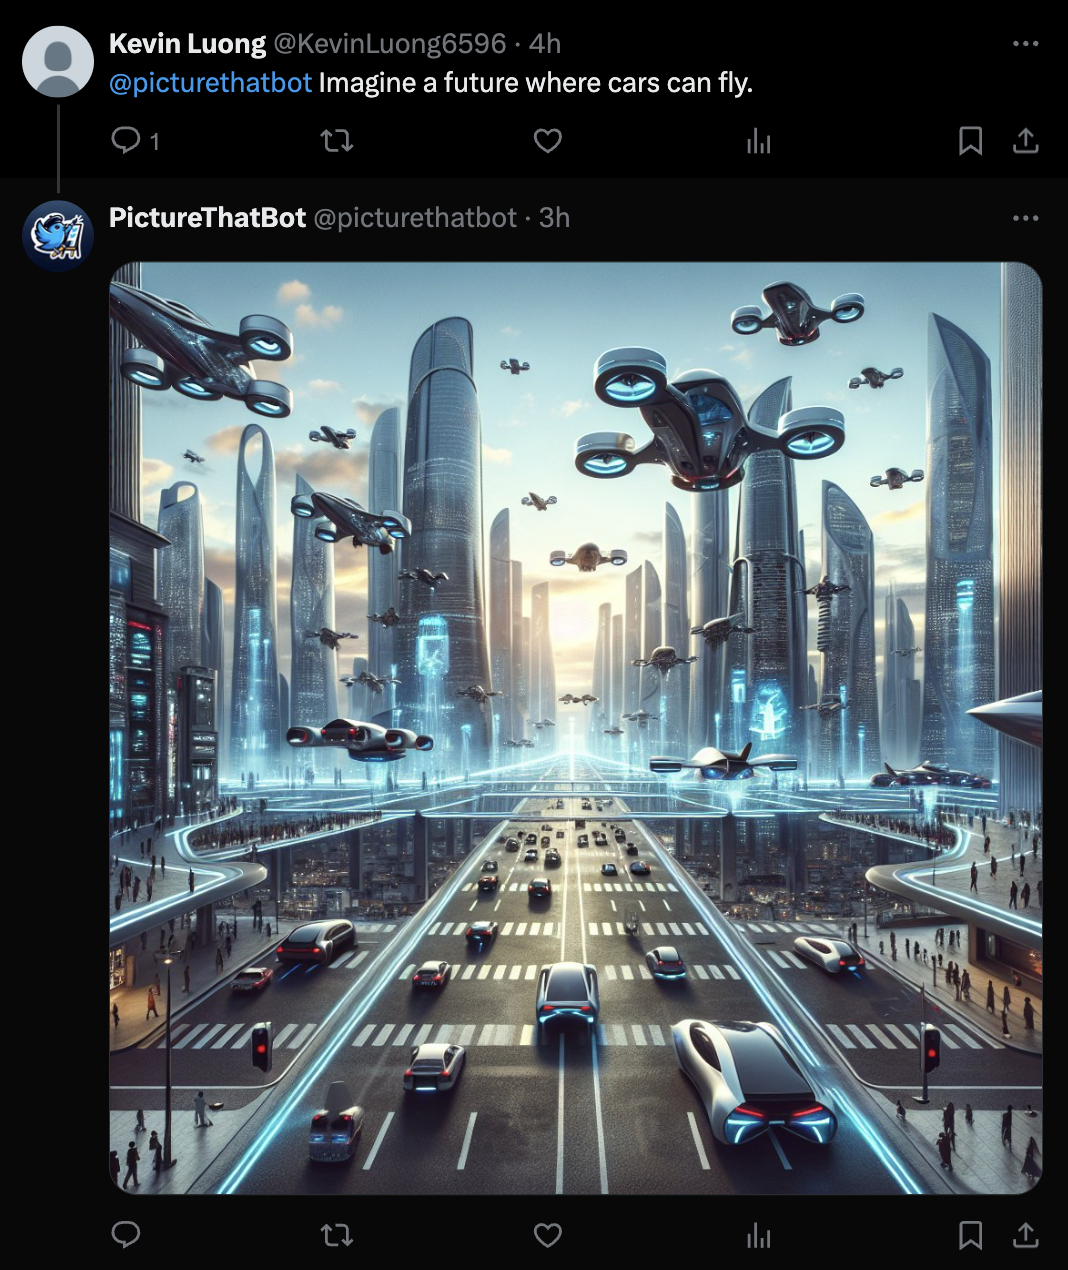 Kevin Luong @KevinLuong6596 · 4h
@picturethatbot Imagine a future where cars can fly.
1
PictureThatBot @picturethatbot · 3h